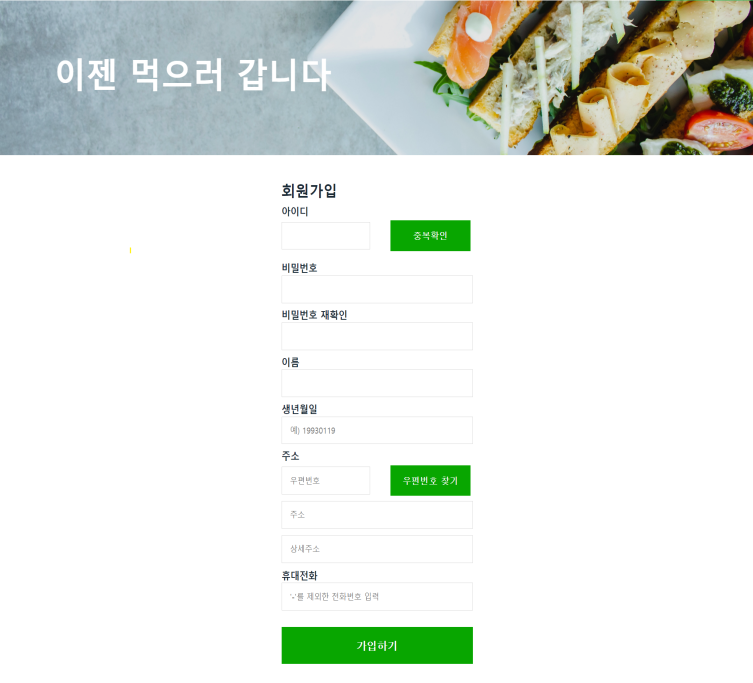 이젠 먹으러 갑니다
회원가입
아이디
중복확인
비밀번호
비밀번호 재확인
이름
생년월일
예) 19930119
주소
우편번호
우편번호 찾기
주소
상세주소
휴대전화
'-'를 제외한 전화번호 입력
가입하기